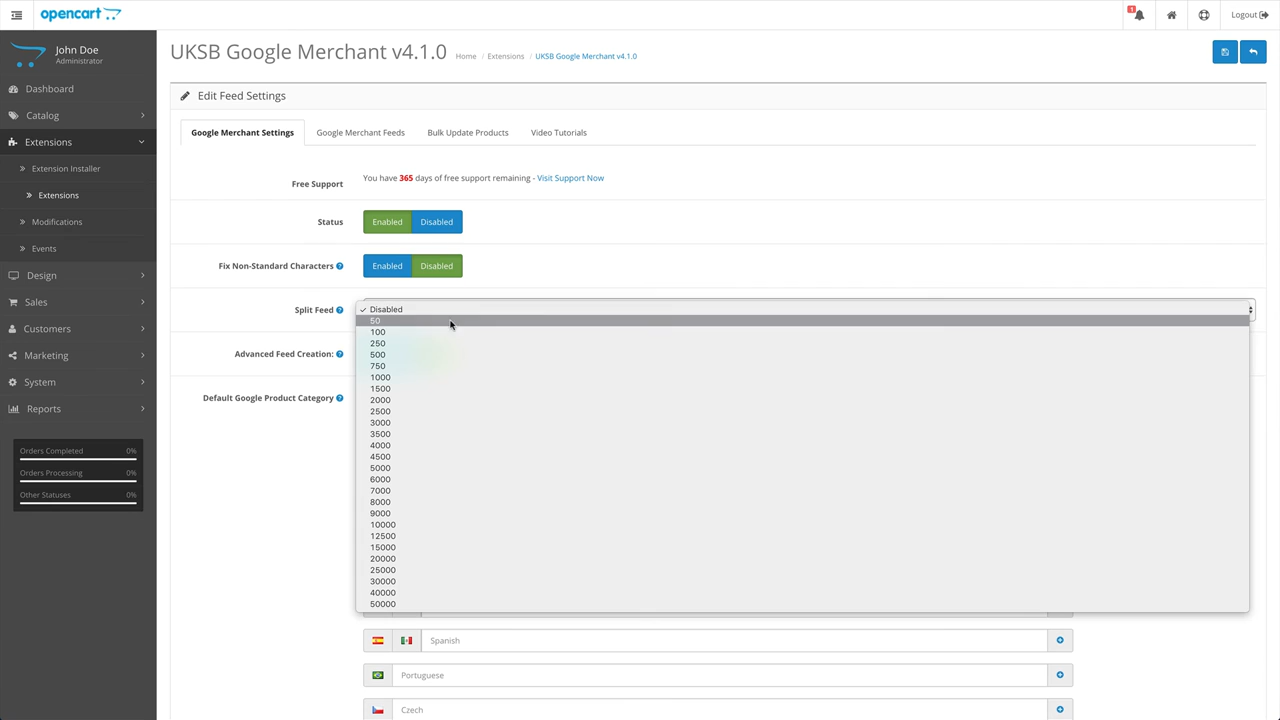 opencart
1
Logout
John Doe
Administrator
Dashboard
Catalog
Extensions
Extension Installer
Extensions
Modifications
Events
Design
Sales
Customers
Marketing
System
Reports
Orders Completed 0%
Orders Processing 0%
Other Statuses 0%
UKSB Google Merchant v4.1.0
Home / Extensions / UKSB Google Merchant v4.1.0
Edit Feed Settings
Google Merchant Settings Google Merchant Feeds Bulk Update Products Video Tutorials
Free Support You have 365 days of free support remaining - Visit Support Now
Status Enabled Disabled
Fix Non-Standard Characters ? Enabled Disabled
Split Feed ?
Advanced Feed Creation: ?
Default Google Product Category ?
✓ Disabled
50
100
250
500
750
1000
1500
2000
2500
3000
3500
4000
4500
5000
6000
7000
8000
9000
10000
12500
15000
20000
25000
30000
40000
50000
Spanish
Portuguese
Czech